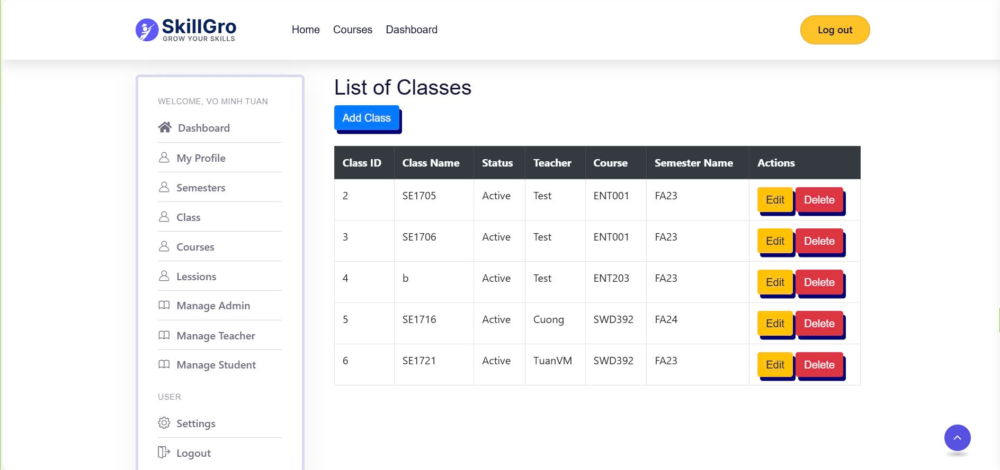 SkillGro
GROW YOUR SKILLS
Home Courses Dashboard
Log out
WELCOME, VO MINH TUAN
Dashboard
My Profile
Semesters
Class
Courses
Lessions
Manage Admin
Manage Teacher
Manage Student
USER
Settings
Logout
List of Classes
Add Class
Class ID Class Name Status Teacher Course Semester Name Actions
2 SE1705 Active Test ENT001 FA23 Edit Delete
3 SE1706 Active Test ENT001 FA23 Edit Delete
4 b Active Test ENT203 FA23 Edit Delete
5 SE1716 Active Cuong SWD392 FA24 Edit Delete
6 SE1721 Active TuanVM SWD392 FA23 Edit Delete